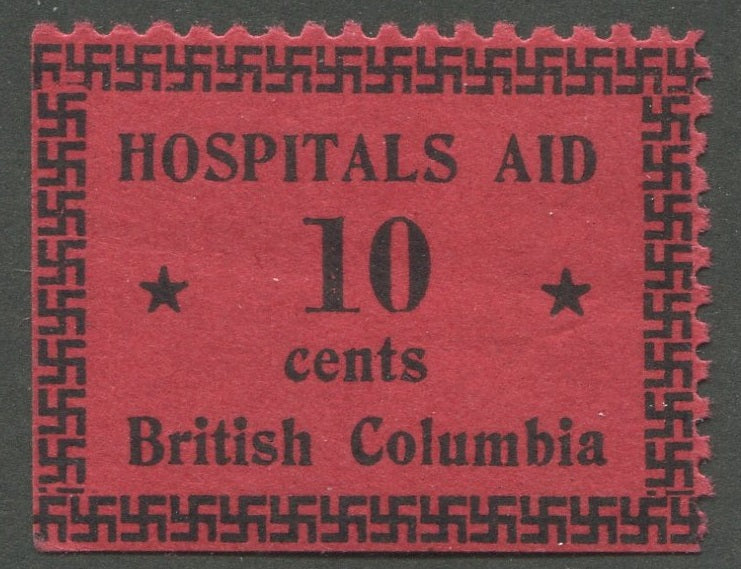 HOSPITALS AID
10
cents
British Columbia